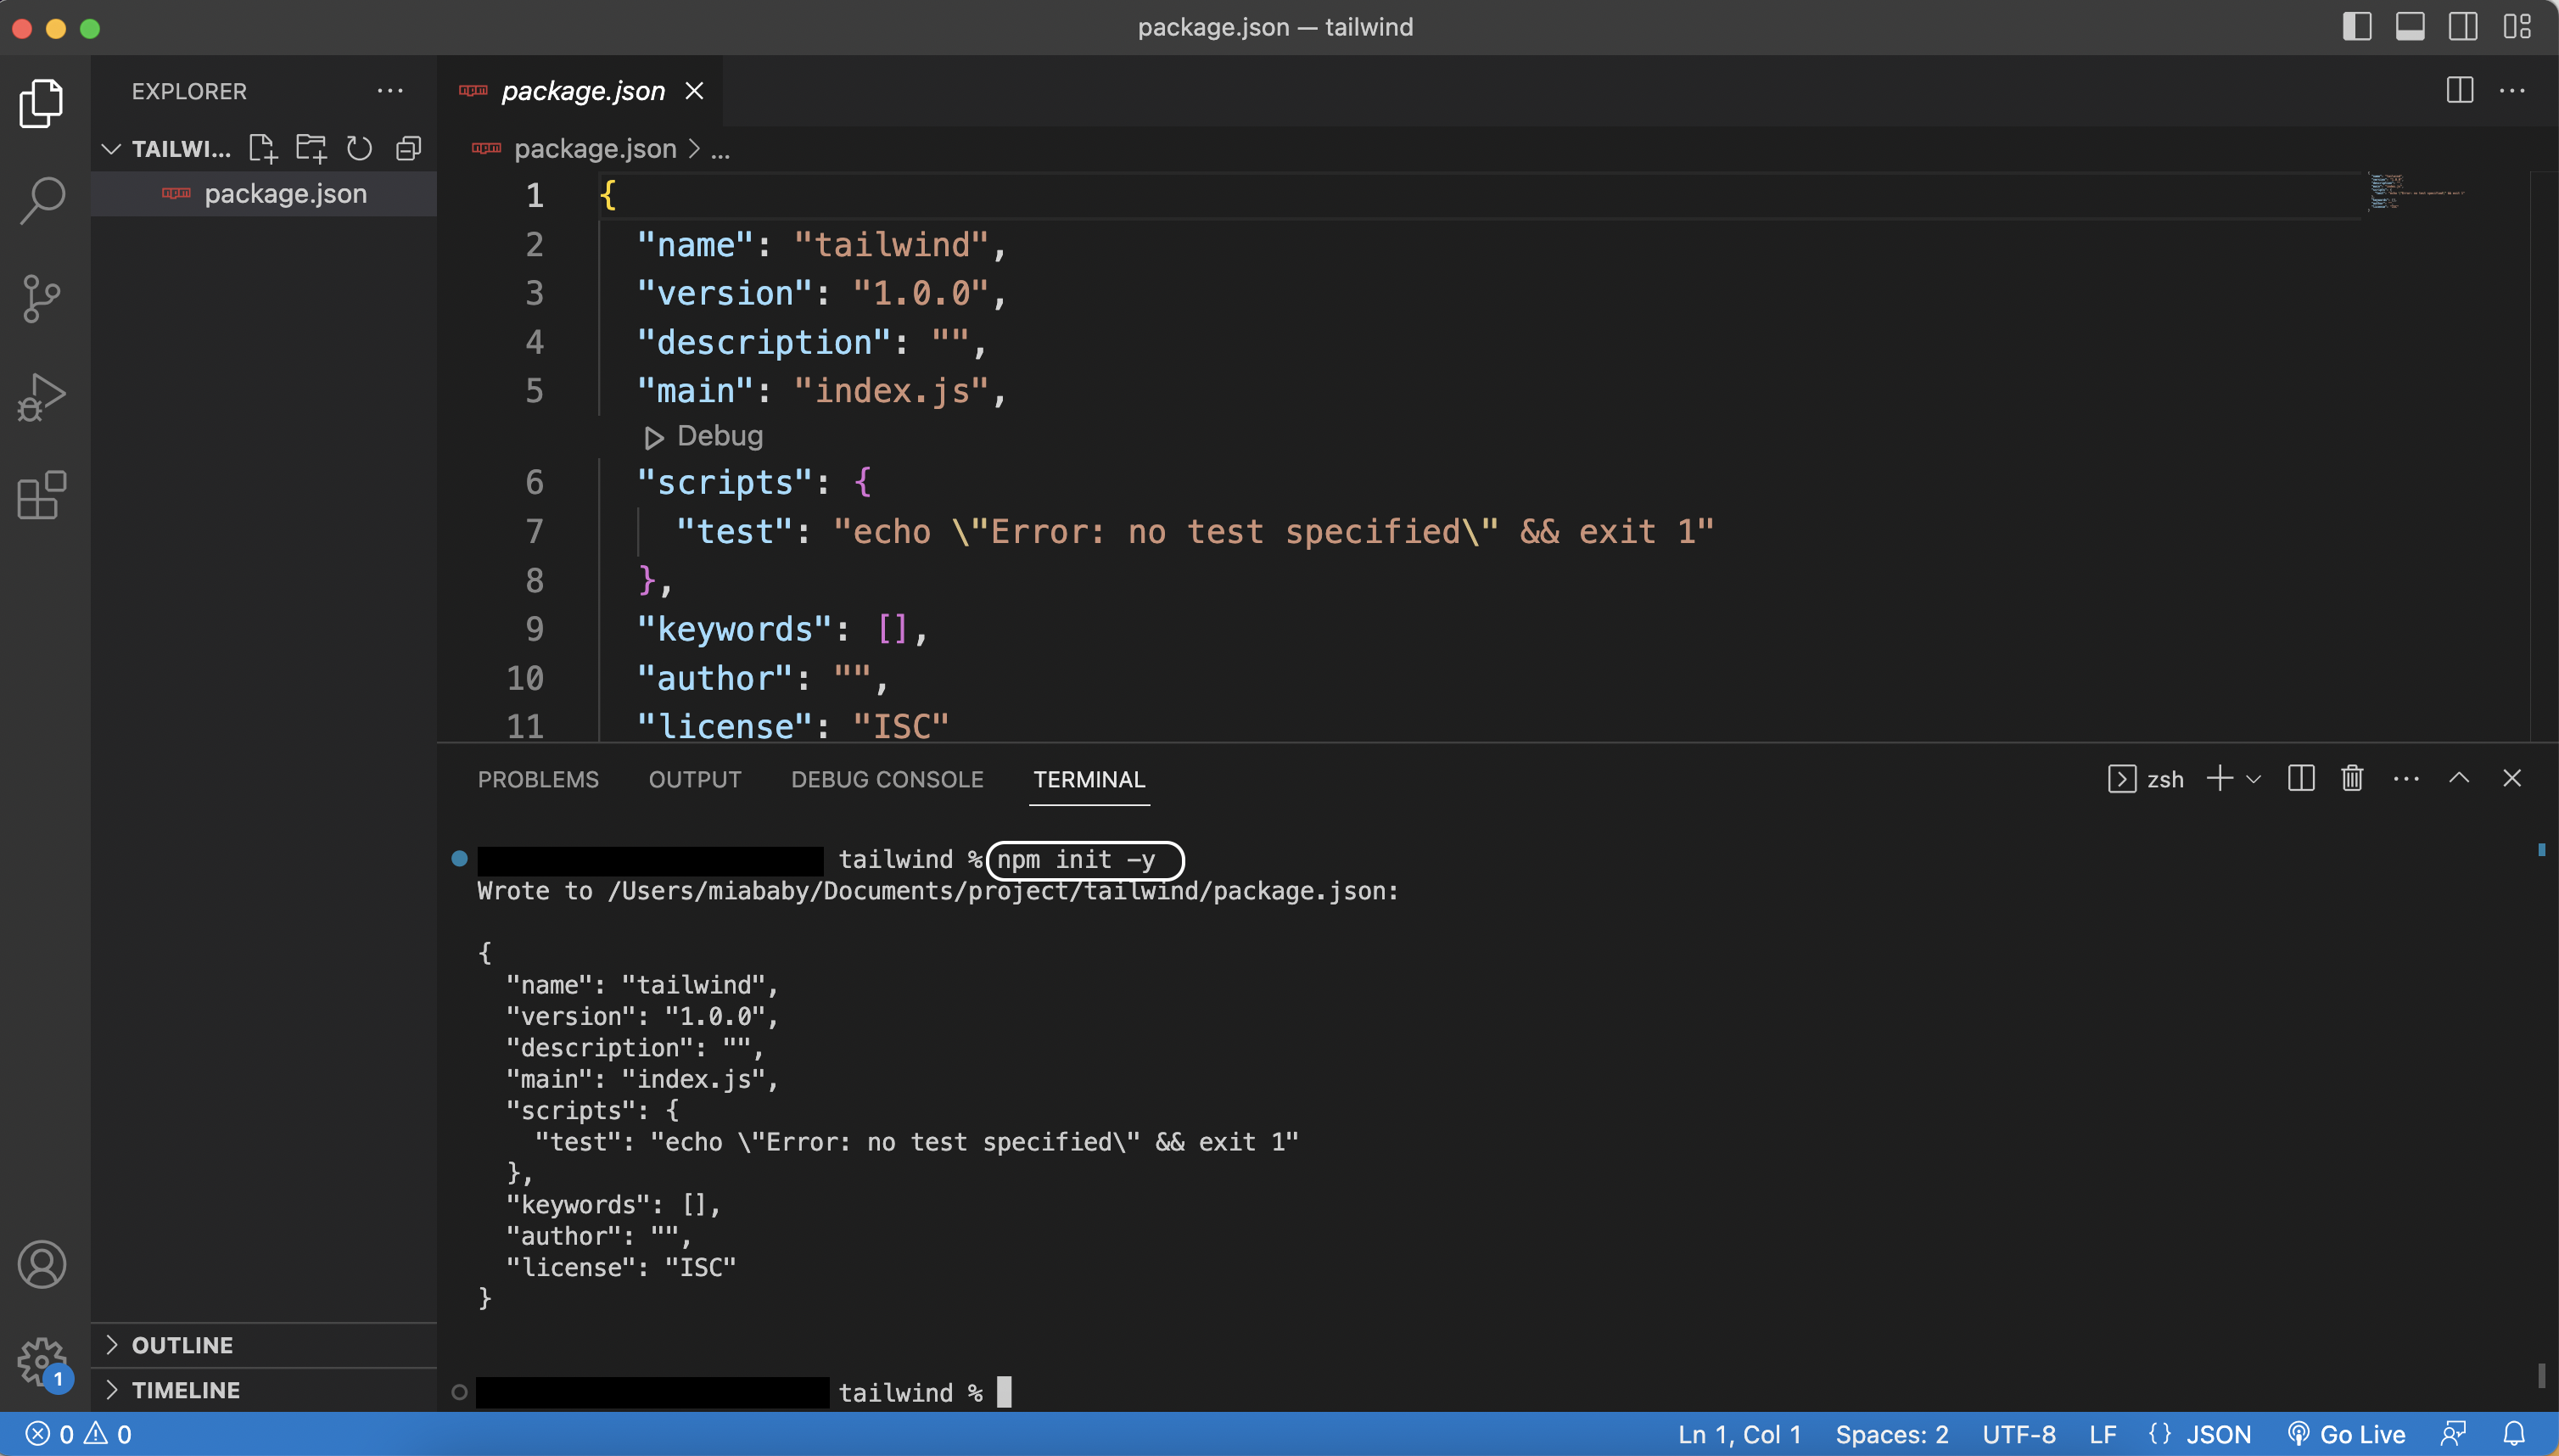 package.json — tailwind
EXPLORER
TAILWI...
package.json
package.json
package.json > ...
1 {
2 "name": "tailwind",
3 "version": "1.0.0",
4 "description": "",
5 "main": "index.js",
Debug
6 "scripts": {
7 "test": "echo \"Error: no test specified\" && exit 1"
8 },
9 "keywords": [],
10 "author": "",
11 "license": "ISC"
PROBLEMS OUTPUT DEBUG CONSOLE TERMINAL
zsh
tailwind % npm init -y
Wrote to /Users/miababy/Documents/project/tailwind/package.json:
{
"name": "tailwind",
"version": "1.0.0",
"description": "",
"main": "index.js",
"scripts": {
"test": "echo \"Error: no test specified\" && exit 1"
},
"keywords": [],
"author": "",
"license": "ISC"
}
tailwind %
OUTLINE
TIMELINE
1
0 0
Ln 1, Col 1 Spaces: 2 UTF-8 LF {} JSON Go Live